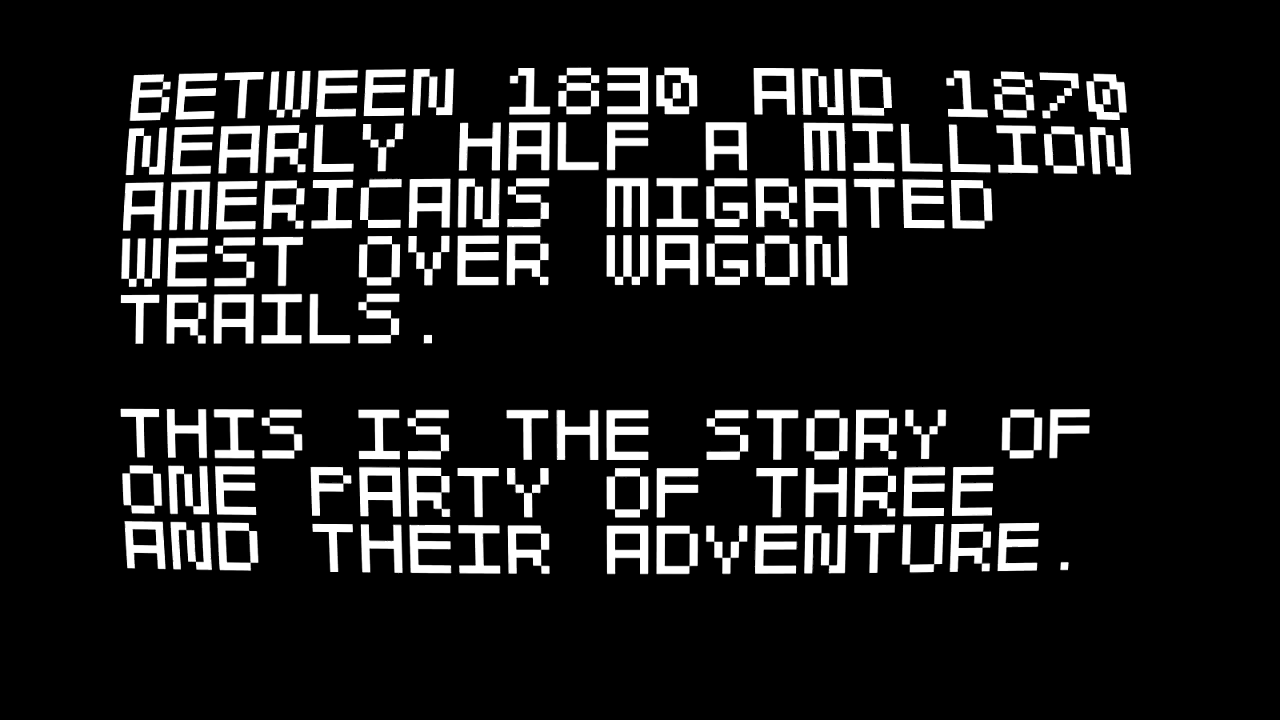 BETWEEN 1830 AND 1870
NEARLY HALF A MILLION
AMERICANS MIGRATED
WEST OVER WAGON
TRAILS.
THIS IS THE STORY OF
ONE PARTY OF THREE
AND THEIR ADVENTURE.